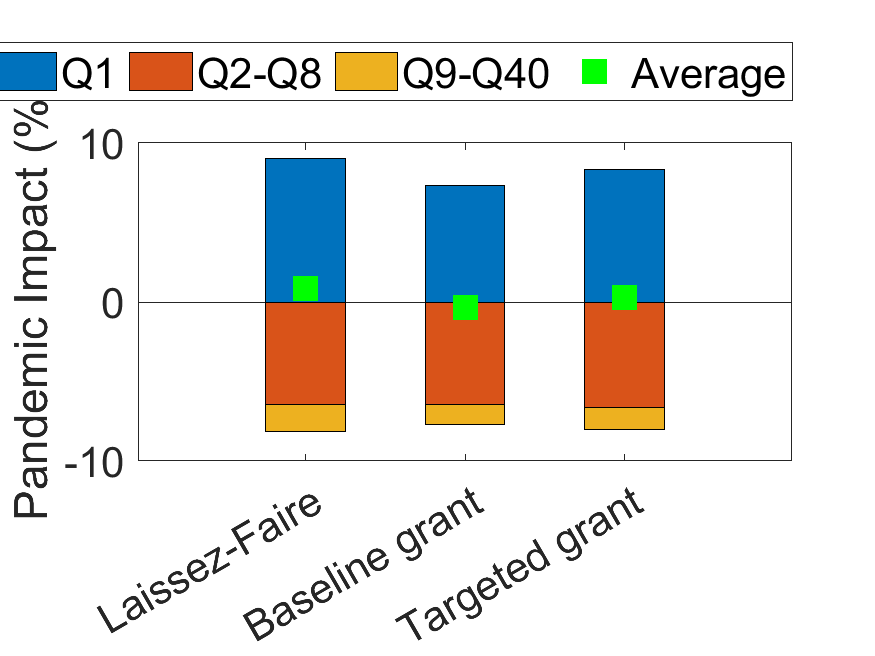 Q1 Q2-Q8 Q9-Q40 Average
Pandemic Impact (%
10
0
-10
Laissez-Faire
Baseline grant
Targeted grant